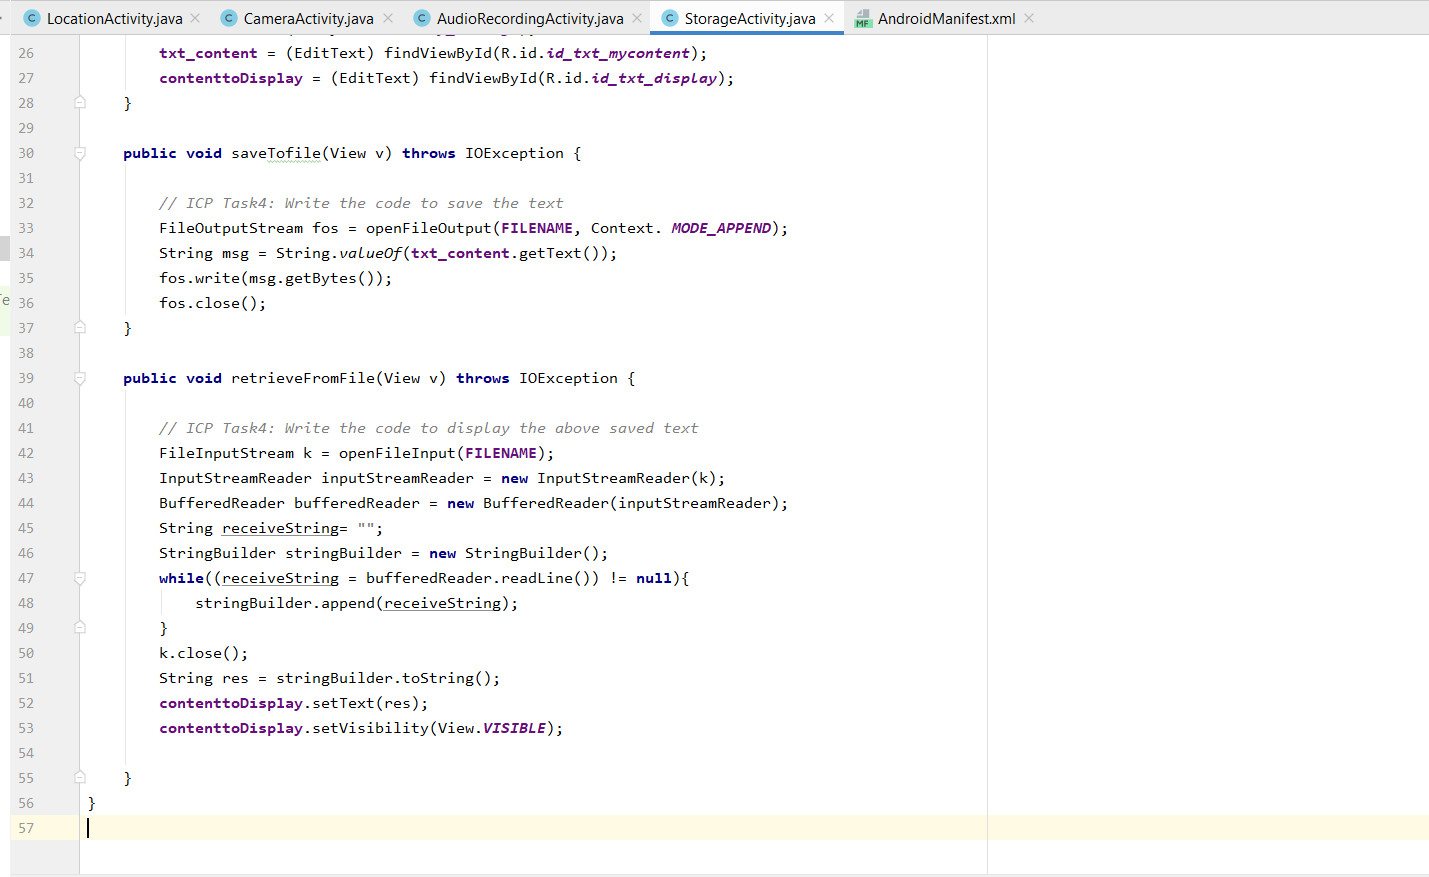 LocationActivity.java CameraActivity.java AudioRecordingActivity.java StorageActivity.java AndroidManifest.xml
26 txt_content = (EditText) findViewById(R.id.id_txt_mycontent);
27 contenttoDisplay = (EditText) findViewById(R.id.id_txt_display);
28 }
29
30 public void saveTofile(View v) throws IOException {
31
32 // ICP Task4: Write the code to save the text
33 FileOutputStream fos = openFileOutput(FILENAME, Context. MODE_APPEND);
34 String msg = String.valueOf(txt_content.getText());
35 fos.write(msg.getBytes());
36 fos.close();
37 }
38
39 public void retrieveFromFile(View v) throws IOException {
40
41 // ICP Task4: Write the code to display the above saved text
42 FileInputStream k = openFileInput(FILENAME);
43 InputStreamReader inputStreamReader = new InputStreamReader(k);
44 BufferedReader bufferedReader = new BufferedReader(inputStreamReader);
45 String receiveString= "";
46 StringBuilder stringBuilder = new StringBuilder();
47 while((receiveString = bufferedReader.readLine()) != null){
48 stringBuilder.append(receiveString);
49 }
50 k.close();
51 String res = stringBuilder.toString();
52 contenttoDisplay.setText(res);
53 contenttoDisplay.setVisibility(View.VISIBLE);
54
55 }
56 }
57